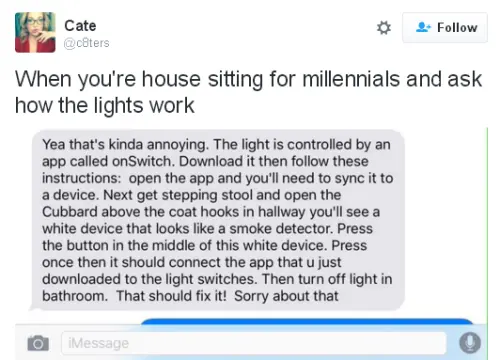 Cate
@c8ters
Follow
When you're house sitting for millennials and ask
how the lights work
Yea that's kinda annoying. The light is controlled by an
app called onSwitch. Download it then follow these
instructions: open the app and you'll need to sync it to
a device. Next get stepping stool and open the
Cubbard above the coat hooks in hallway you'll see a
white device that looks like a smoke detector. Press
the button in the middle of this white device. Press
once then it should connect the app that u just
downloaded to the light switches. Then turn off light in
bathroom. That should fix it! Sorry about that
iMessage